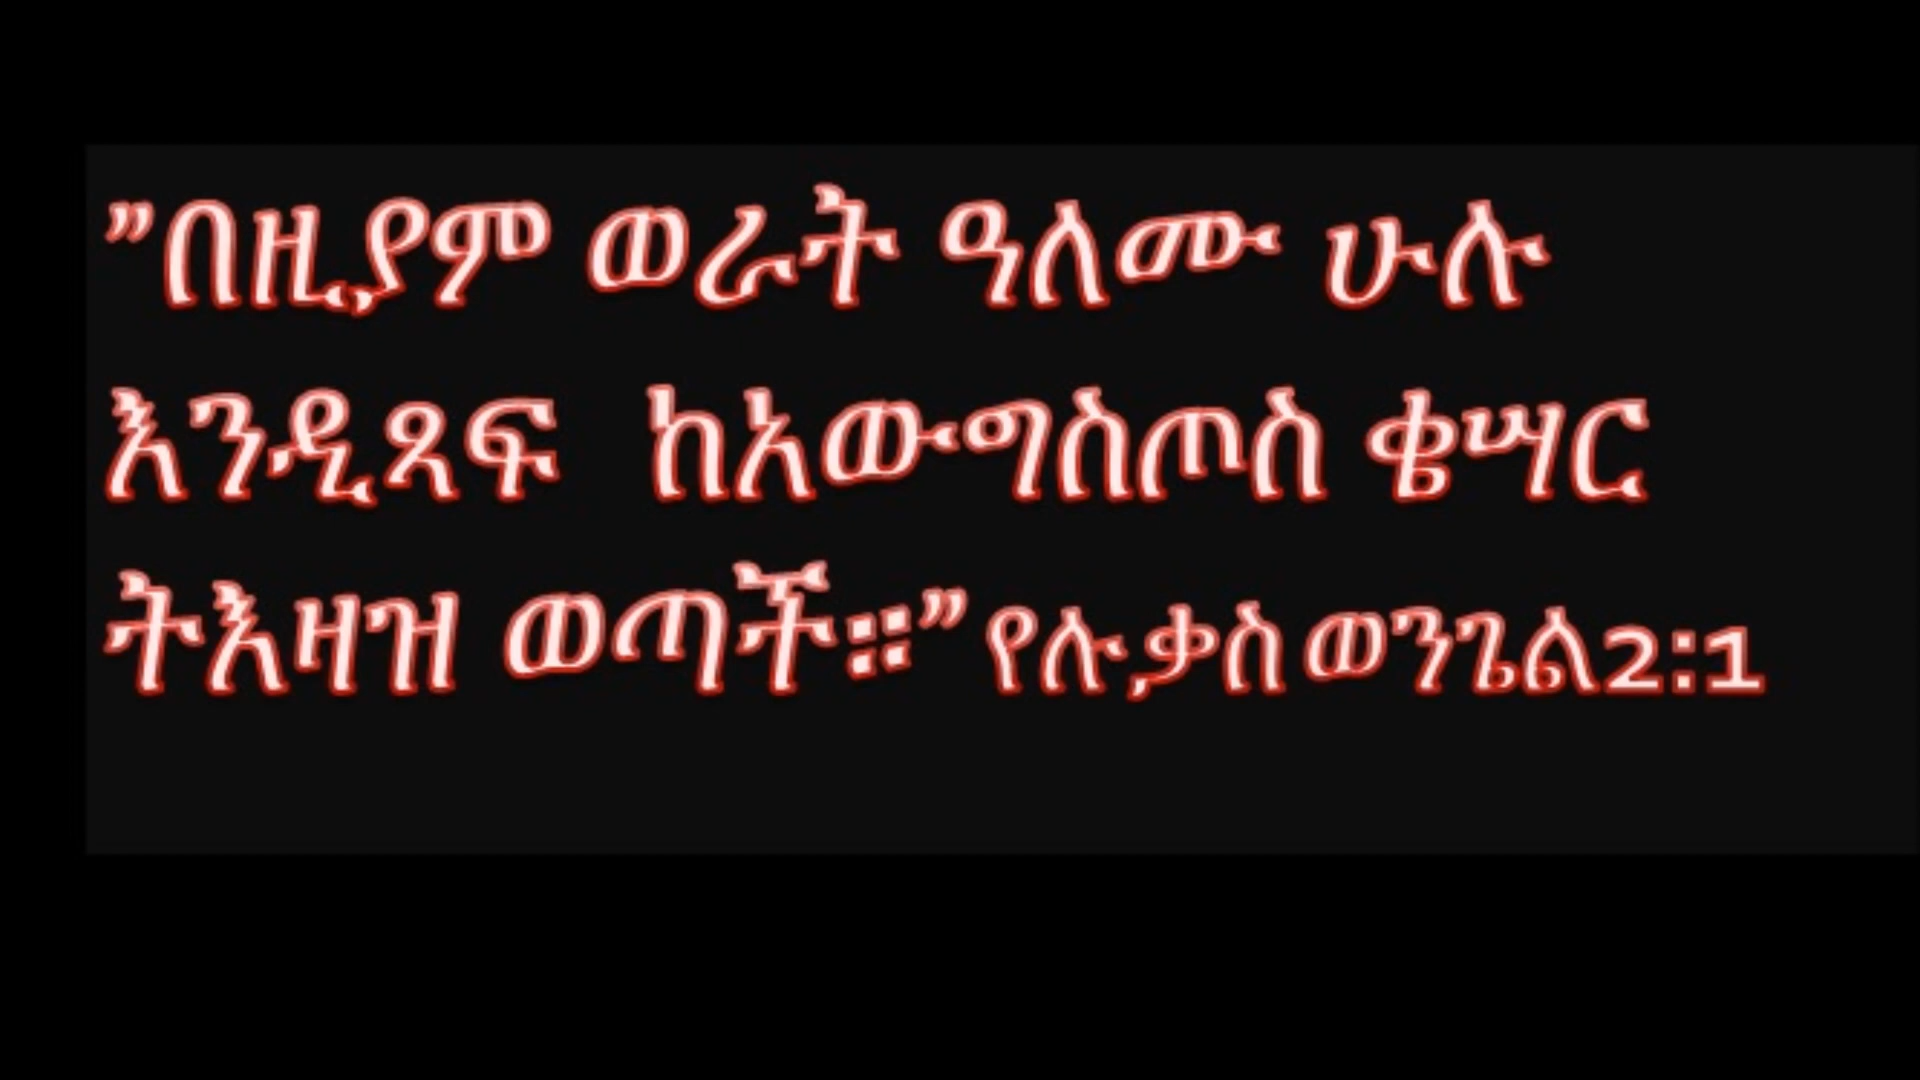 ”በዚያም ወራት ዓለሙ ሁሉ
እንዲጻፍ ከአውግስጦስ ቄሣር
ትእዛዝ ወጣች።” የሉቃስ ወንጌል2:1